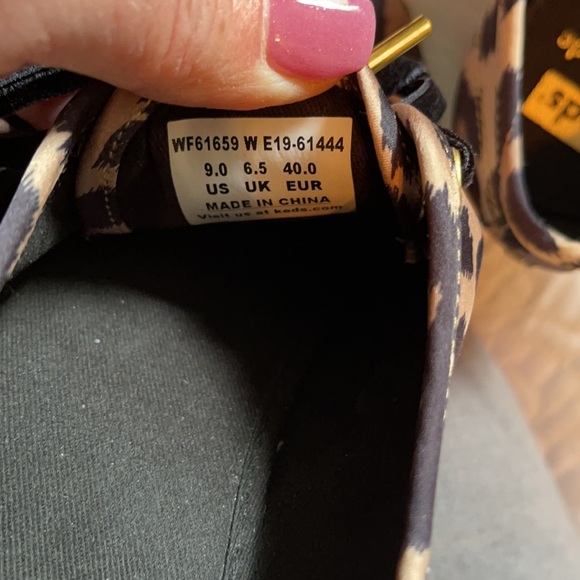 WF61659 W E19-61444
9.0 6.5 40.0
US UK EUR
MADE IN CHINA
Visit us at keds.com
ds.